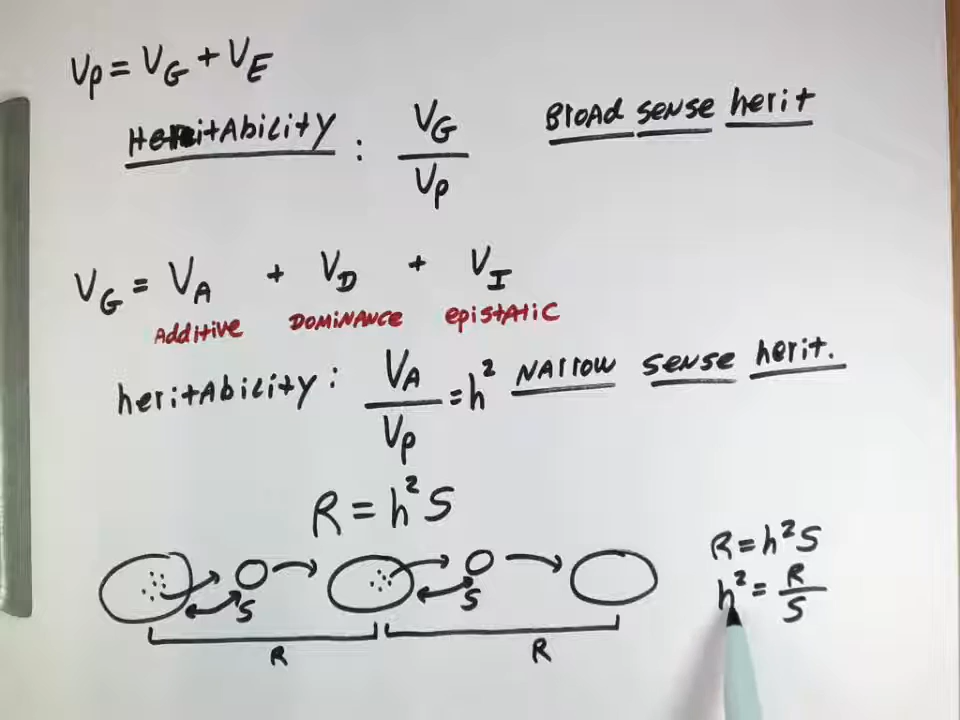 Vp = VG + VE
HeritAbility : VG/Vp BroAd sense herit
VG = VA + VD + VI
Additive DOMINANCE epistatic
heritAbility : VA/Vp = h² NArrow sense herit.
R = h²S
R = h²S
h² = R/S
S S
R R